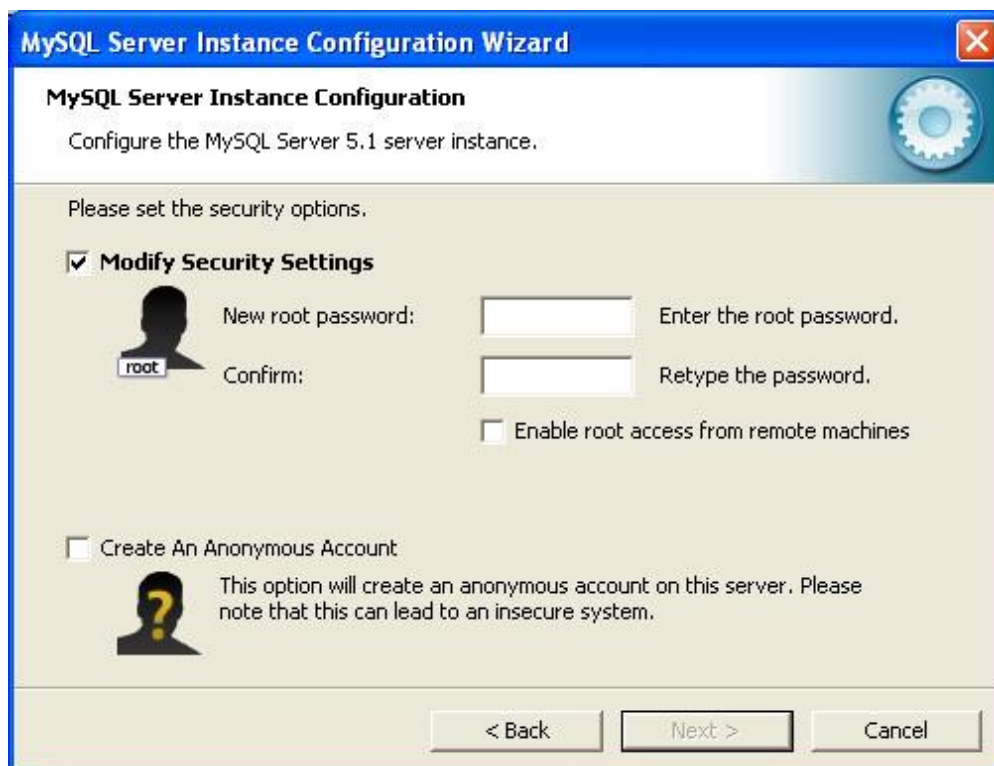 MySQL Server Instance Configuration Wizard
MySQL Server Instance Configuration
Configure the MySQL Server 5.1 server instance.
Please set the security options.
Modify Security Settings
root
New root password:
Enter the root password.
Confirm:
Retype the password.
Enable root access from remote machines
Create An Anonymous Account
?
This option will create an anonymous account on this server. Please
note that this can lead to an insecure system.
< Back
Next >
Cancel